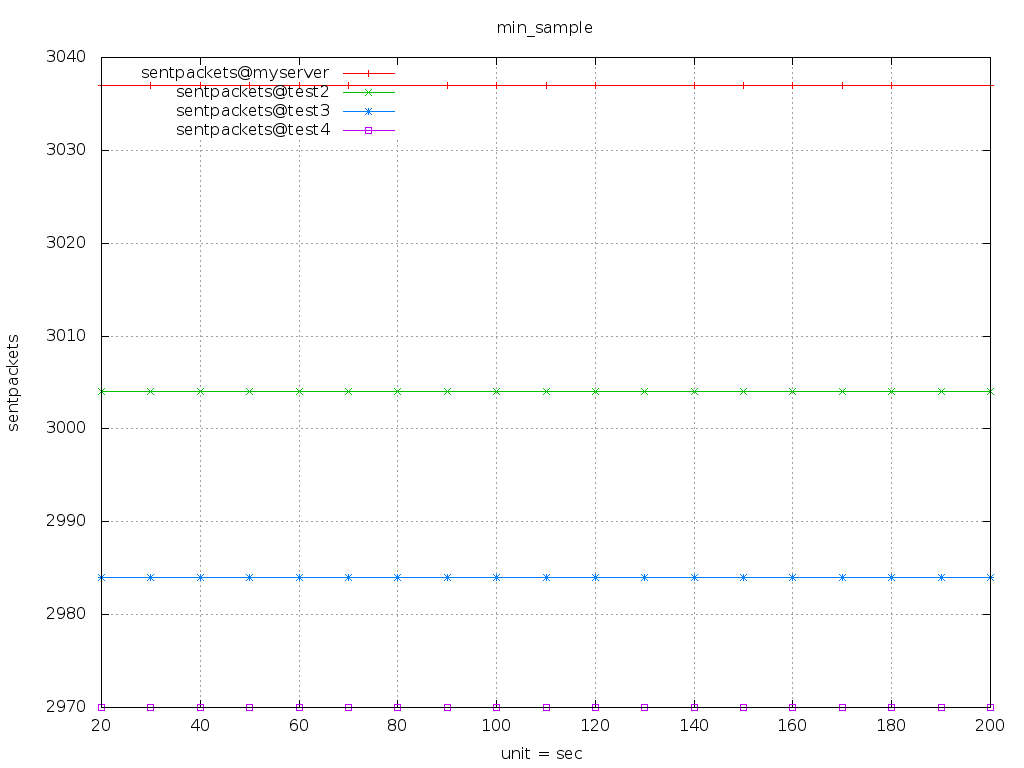 min_sample
3040
sentpackets@myserver
sentpackets@test2
sentpackets@test3
sentpackets@test4
3030
3020
3010
sentpackets
3000
2990
2980
2970
20 40 60 80 100 120 140 160 180 200
unit = sec